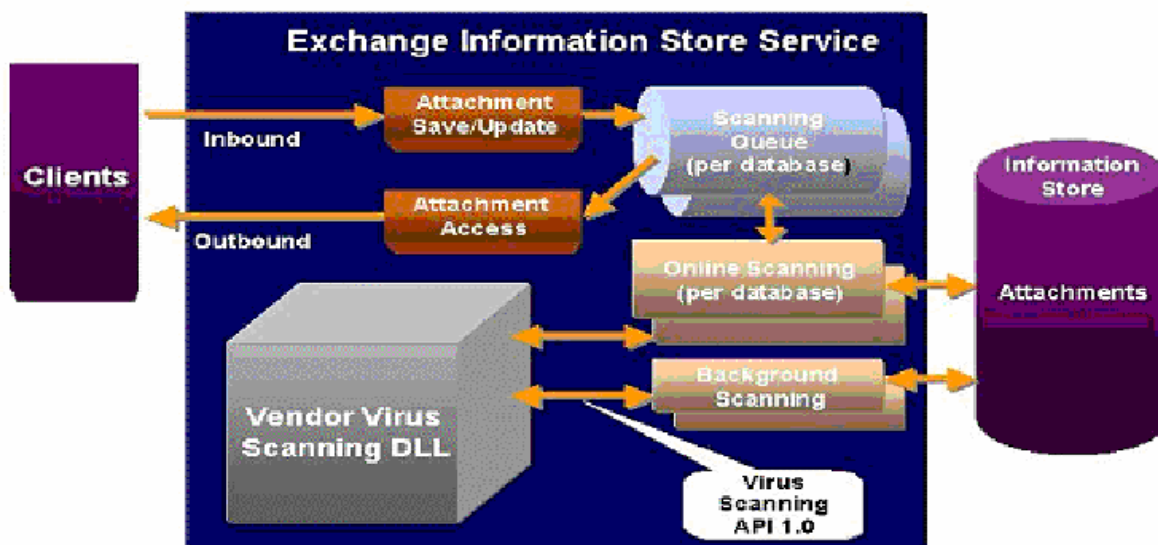 Exchange Information Store Service
Clients
Inbound
Attachment
Save/Update
Scanning
Queue
(per database)
Outbound
Attachment
Access
Information
Store
Attachments
Online Scanning
(per database)
Background
Scanning
Vendor Virus
Scanning DLL
Virus
Scanning
API 1.0